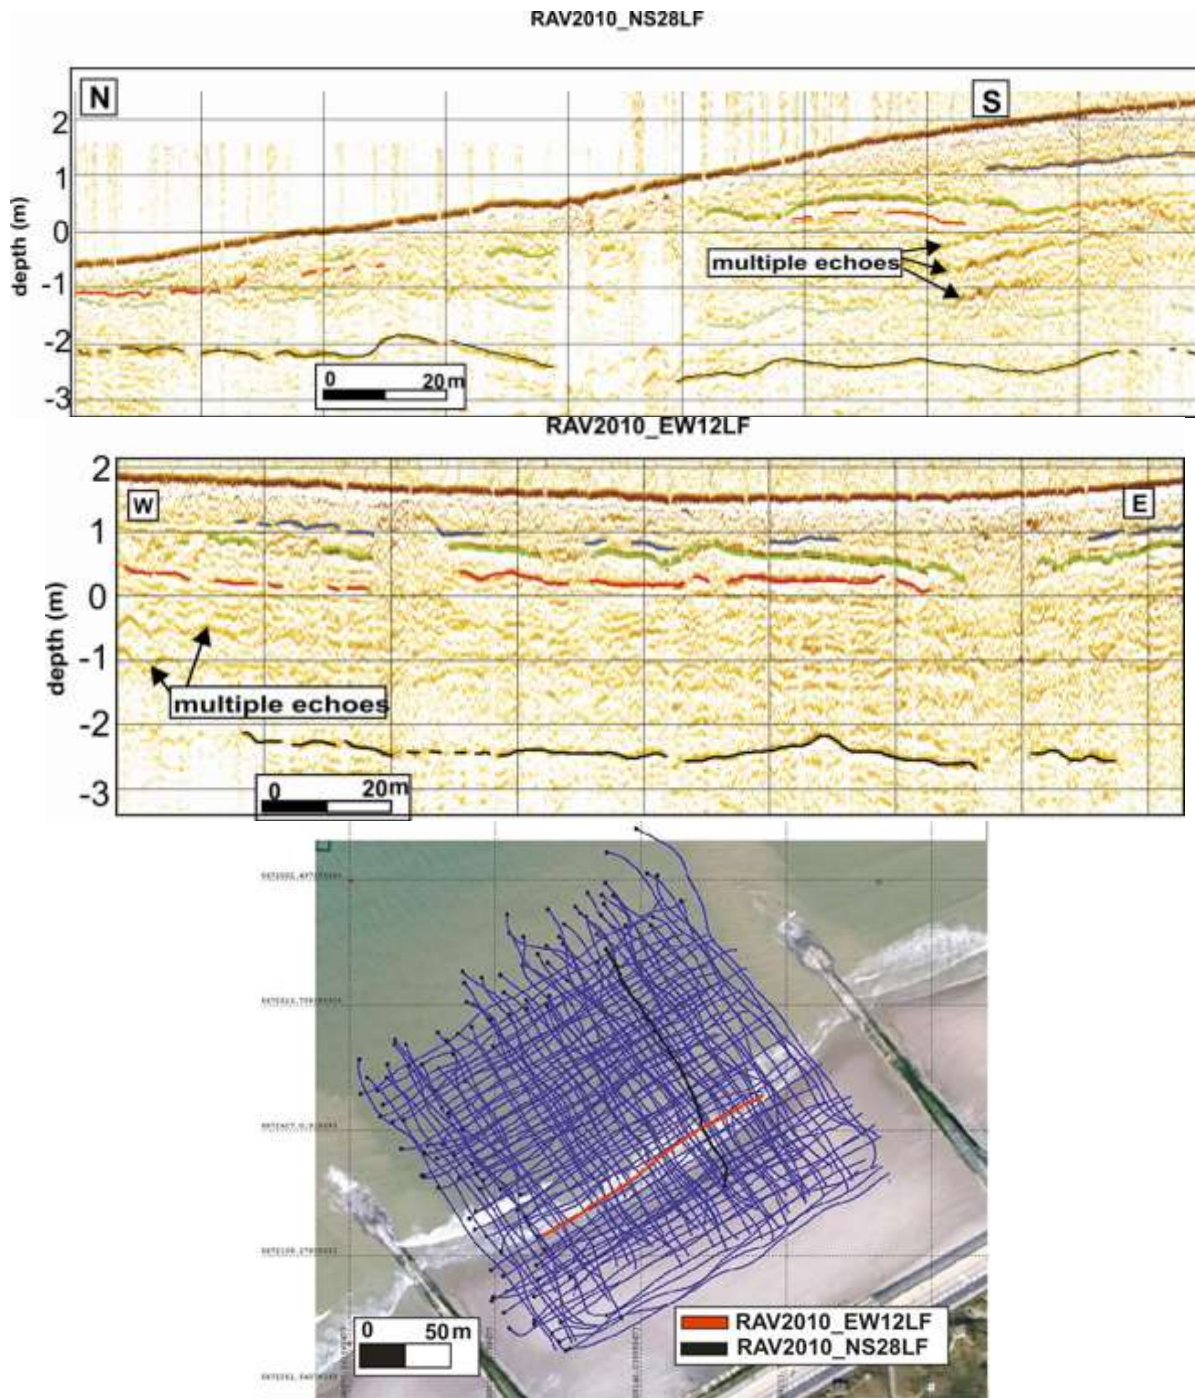 RAV2010_NS28LF
N
S
2
1
0
-1
-2
-3
depth (m)
multiple echoes
0 20 m
RAV2010_EW12LF
2
1
0
-1
-2
-3
W
E
depth (m)
multiple echoes
0 20m
0 50 m
RAV2010_EW12LF
RAV2010_NS28LF